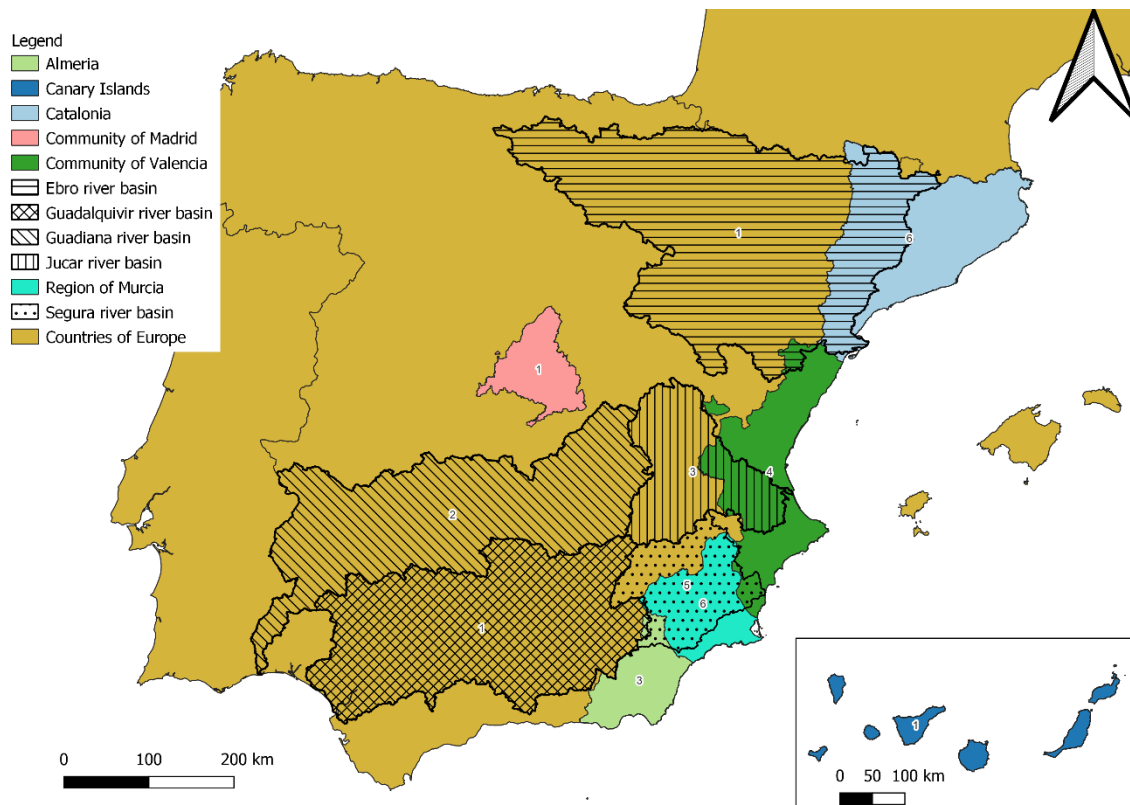 Legend
Almeria
Canary Islands
Catalonia
Community of Madrid
Community of Valencia
Ebro river basin
Guadalquivir river basin
Guadiana river basin
Jucar river basin
Region of Murcia
Segura river basin
Countries of Europe
1
6
1
3
4
2
5
6
1
3
1
0 100 200 km
0 50 100 km